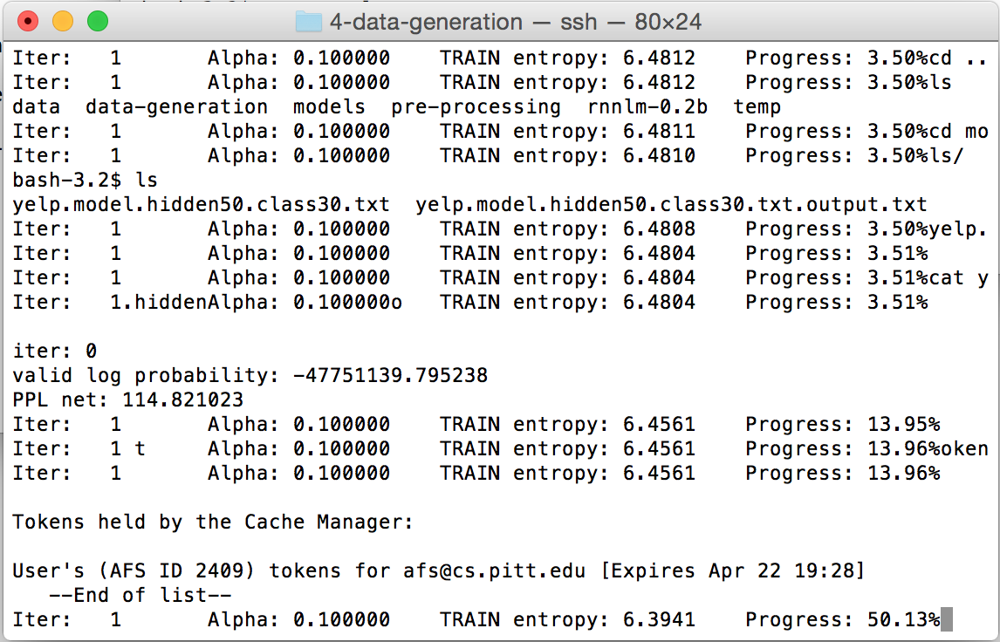 4-data-generation — ssh — 80×24
Iter:   1       Alpha: 0.100000    TRAIN entropy: 6.4812    Progress: 3.50%cd ..
Iter:   1       Alpha: 0.100000    TRAIN entropy: 6.4812    Progress: 3.50%ls
data  data-generation  models  pre-processing  rnnlm-0.2b  temp
Iter:   1       Alpha: 0.100000    TRAIN entropy: 6.4811    Progress: 3.50%cd mo
Iter:   1       Alpha: 0.100000    TRAIN entropy: 6.4810    Progress: 3.50%ls/
bash-3.2$ ls
yelp.model.hidden50.class30.txt  yelp.model.hidden50.class30.txt.output.txt
Iter:   1       Alpha: 0.100000    TRAIN entropy: 6.4808    Progress: 3.50%yelp.
Iter:   1       Alpha: 0.100000    TRAIN entropy: 6.4804    Progress: 3.51%
Iter:   1       Alpha: 0.100000    TRAIN entropy: 6.4804    Progress: 3.51%cat y
Iter:   1.hiddenAlpha: 0.100000o   TRAIN entropy: 6.4804    Progress: 3.51%
iter: 0
valid log probability: -47751139.795238
PPL net: 114.821023
Iter:   1       Alpha: 0.100000    TRAIN entropy: 6.4561    Progress: 13.95%
Iter:   1 t     Alpha: 0.100000    TRAIN entropy: 6.4561    Progress: 13.96%oken
Iter:   1       Alpha: 0.100000    TRAIN entropy: 6.4561    Progress: 13.96%
Tokens held by the Cache Manager:
User's (AFS ID 2409) tokens for afs@cs.pitt.edu [Expires Apr 22 19:28]
   --End of list--
Iter:   1       Alpha: 0.100000    TRAIN entropy: 6.3941    Progress: 50.13%